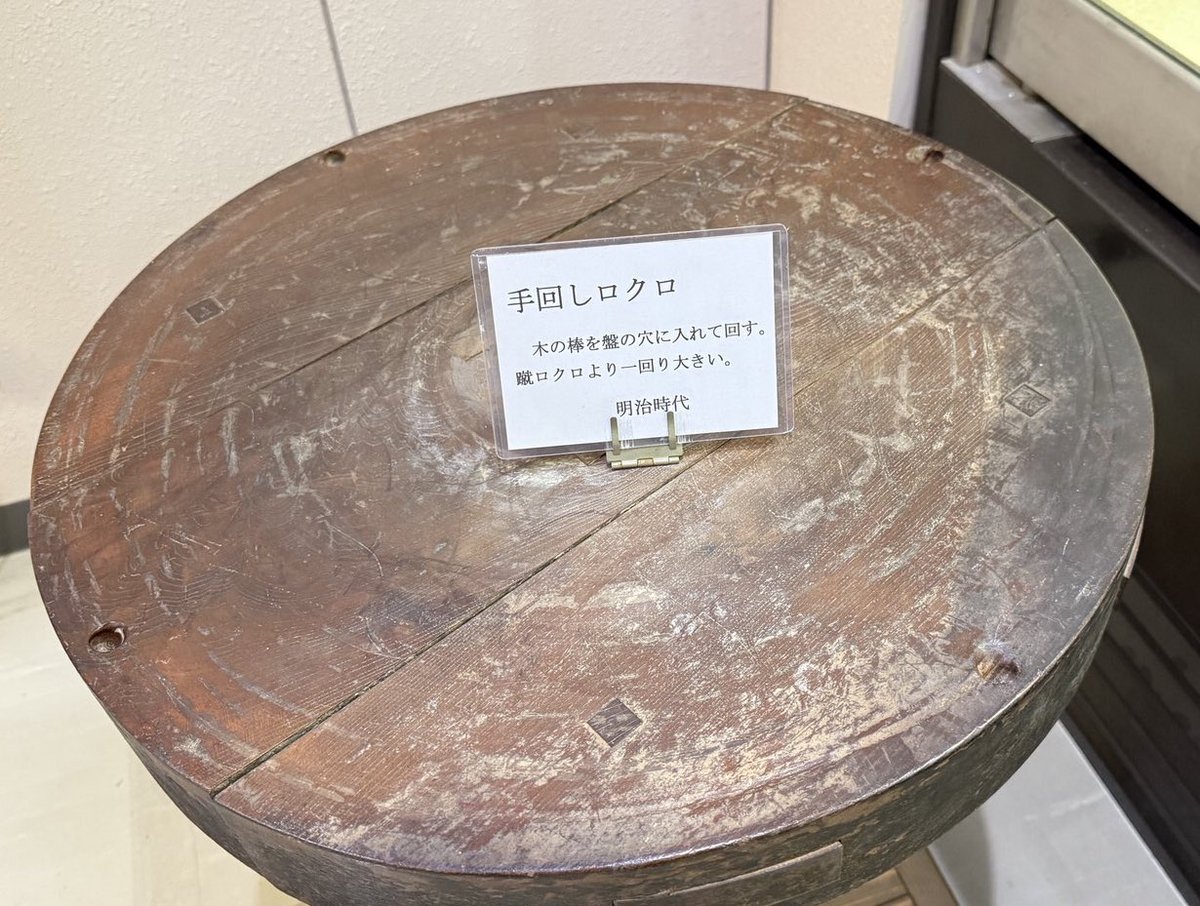 手回しロクロ
木の棒を盤の穴に入れて回す。
蹴ロクロより一回り大きい。
明治時代